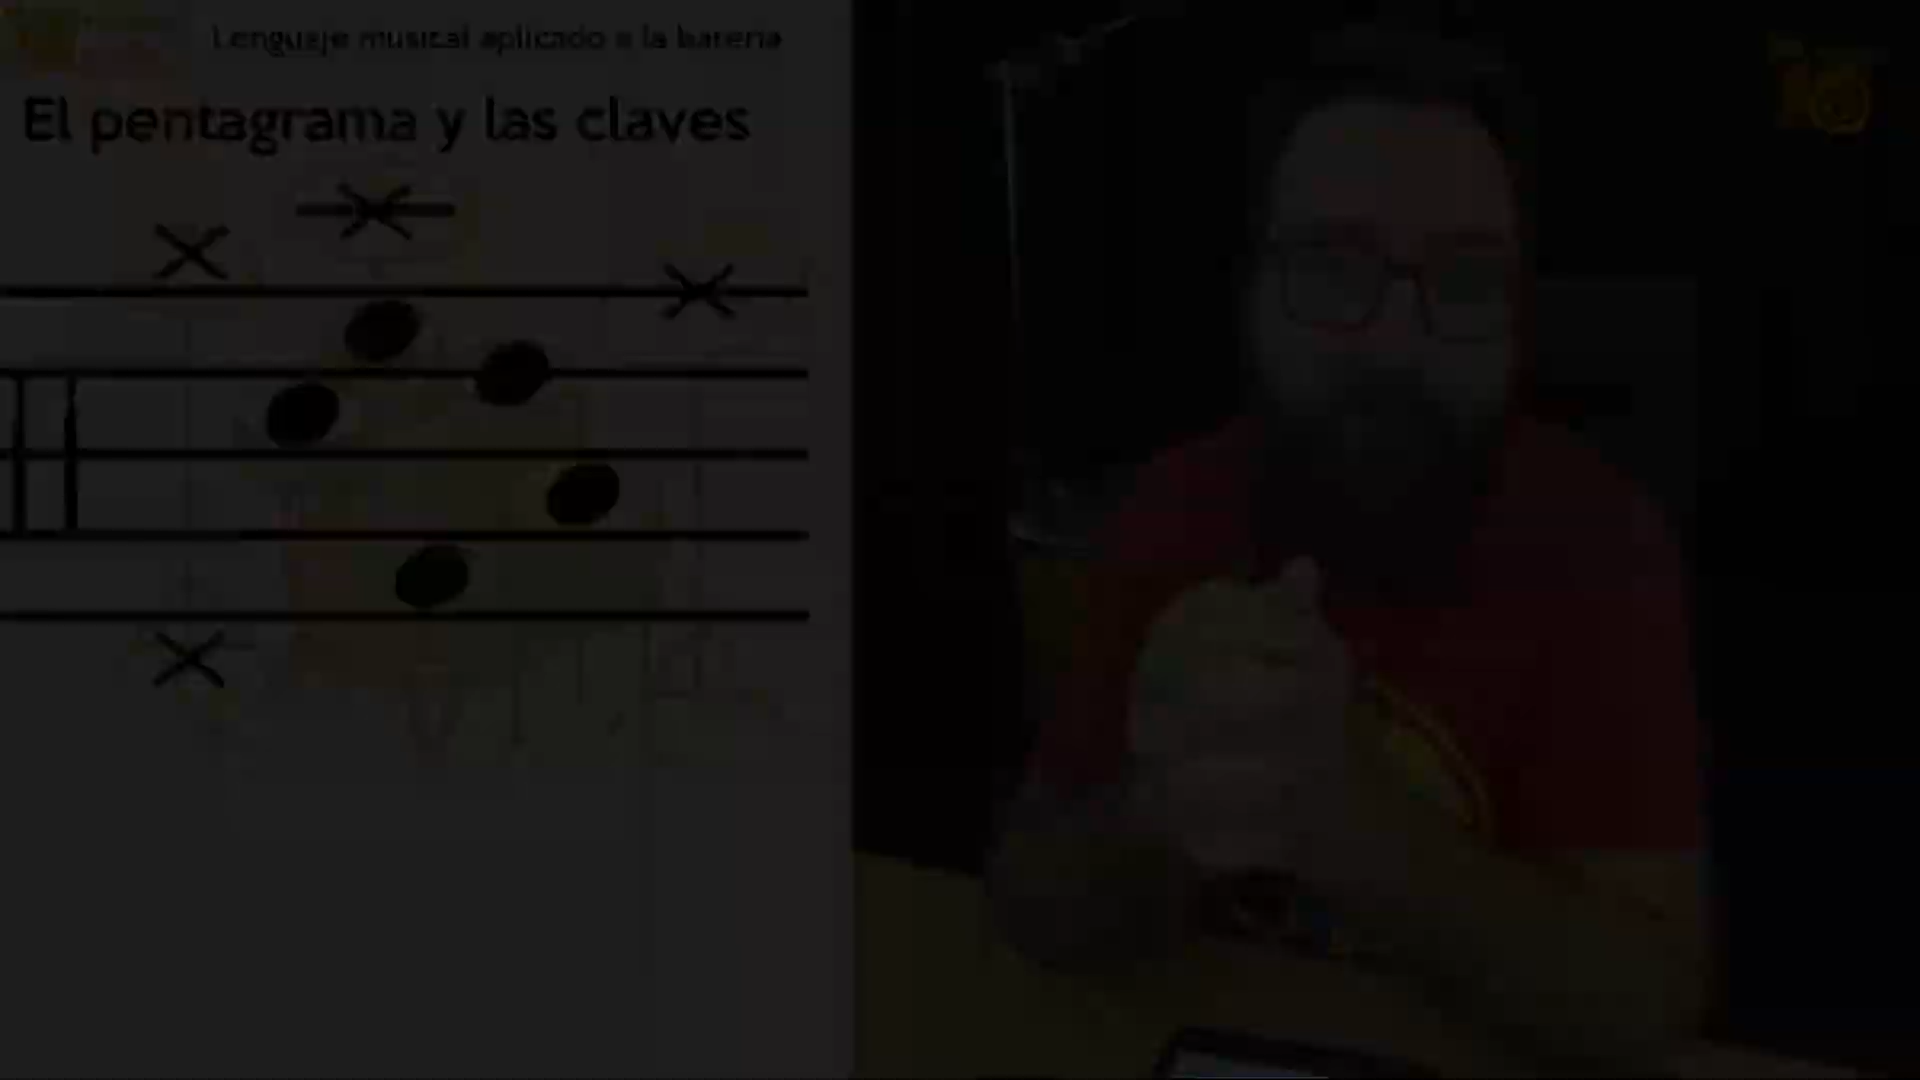 Lenguaje musical aplicado a la batería
El pentagrama y las claves